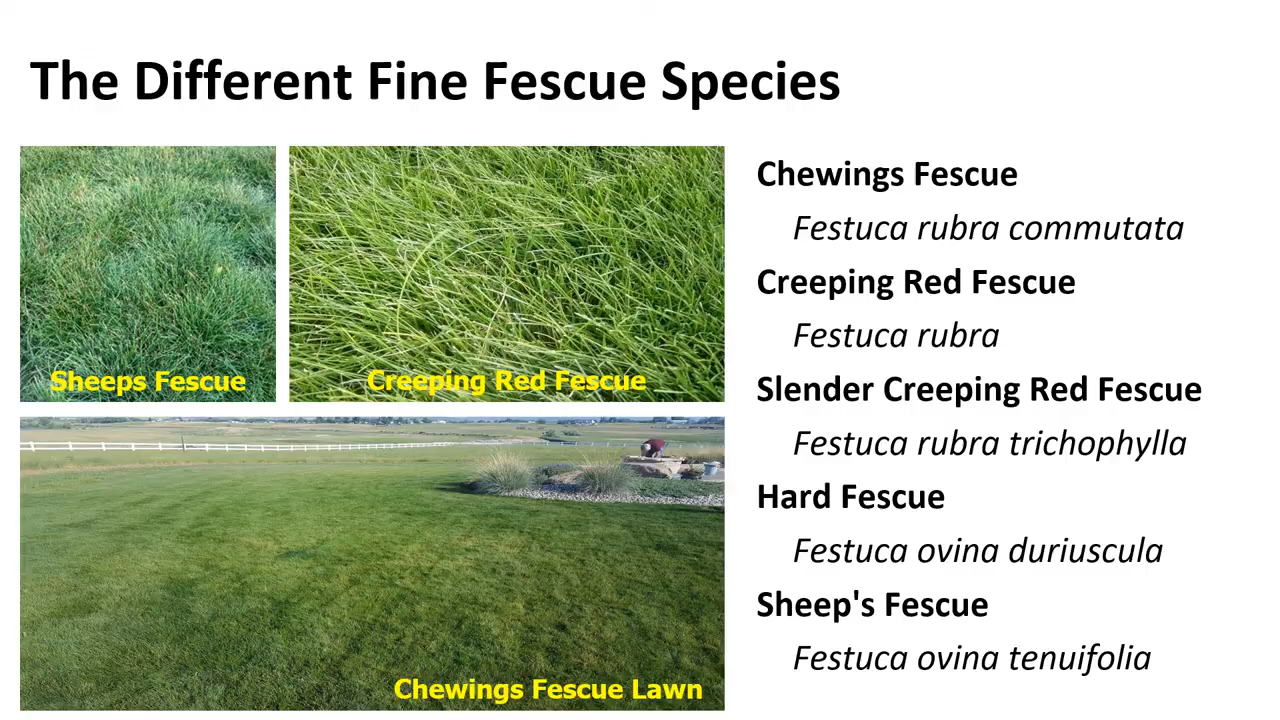 The Different Fine Fescue Species
Sheeps Fescue
Creeping Red Fescue
Chewings Fescue Lawn
Chewings Fescue
Festuca rubra commutata
Creeping Red Fescue
Festuca rubra
Slender Creeping Red Fescue
Festuca rubra trichophylla
Hard Fescue
Festuca ovina duriuscula
Sheep's Fescue
Festuca ovina tenuifolia